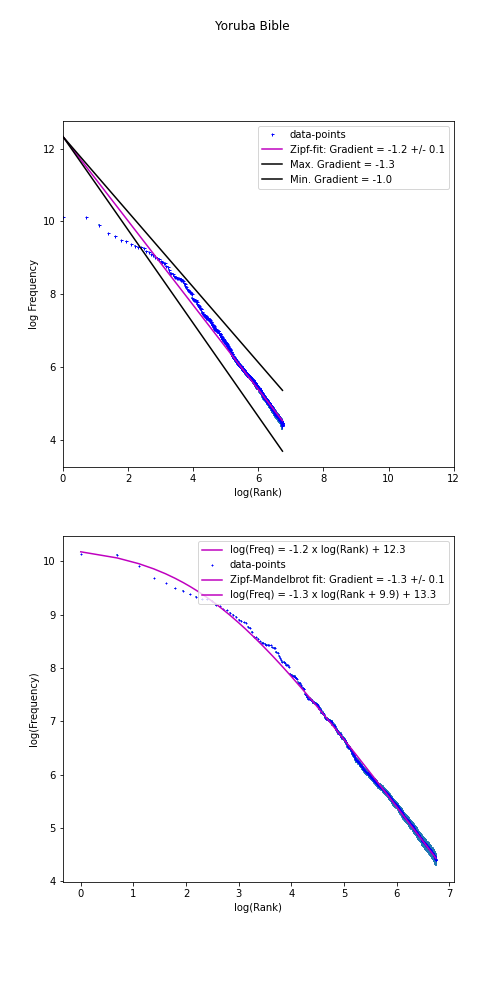 Yoruba Bible
data-points
Zipf-fit: Gradient = -1.2 +/- 0.1
Max. Gradient = -1.3
Min. Gradient = -1.0
12
10
8
6
4
log Frequency
0 2 4 6 8 10 12
log(Rank)
log(Freq) = -1.2 x log(Rank) + 12.3
data-points
Zipf-Mandelbrot fit: Gradient = -1.3 +/- 0.1
log(Freq) = -1.3 x log(Rank + 9.9) + 13.3
10
9
8
7
6
5
4
log(Frequency)
0 1 2 3 4 5 6 7
log(Rank)